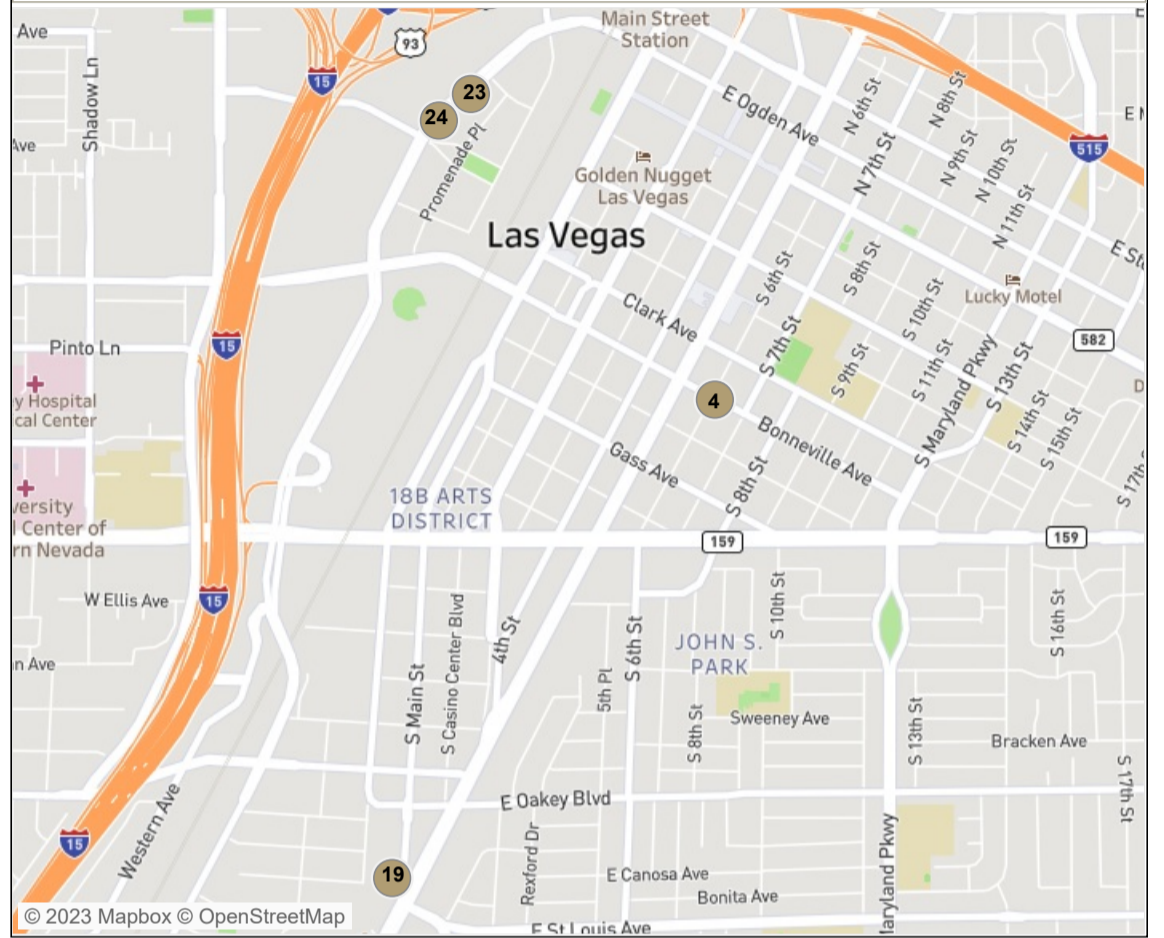 Main Street
Station
Ave
93
15
Shadow Ln
23
24
E Ogden Ave
N 6th St
N 8th St
515
Ave
Promenade Pl
N 7th St
N 9th St
N 10th St
Golden Nugget
Las Vegas
N 11th St
Las Vegas
S 6th St
S 8th St
Lucky Motel
Clark Ave
S 10th St
15
Pinto Ln
S 7th St
582
S 9th St
S 11th St
S Maryland Pkwy
S 13th St
y Hospital
cal Center
4
S 14th St
S 15th St
Bonneville Ave
Gass Ave
S 8th St
S 17th
18B ARTS
DISTRICT
versity
l Center of
rn Nevada
159
159
W Ellis Ave
15
S 10th St
S 16th St
4th St
S 6th St
JOHN S.
PARK
n Ave
S Main St
S Casino Center Blvd
5th Pl
S 8th St
Sweeney Ave
S 13th St
Bracken Ave
S 17th St
E Oakey Blvd
Western Ave
15
Rexford Dr
19
E Canosa Ave
Bonita Ave
Maryland Pkwy
E St Louis Ave
© 2023 Mapbox © OpenStreetMap